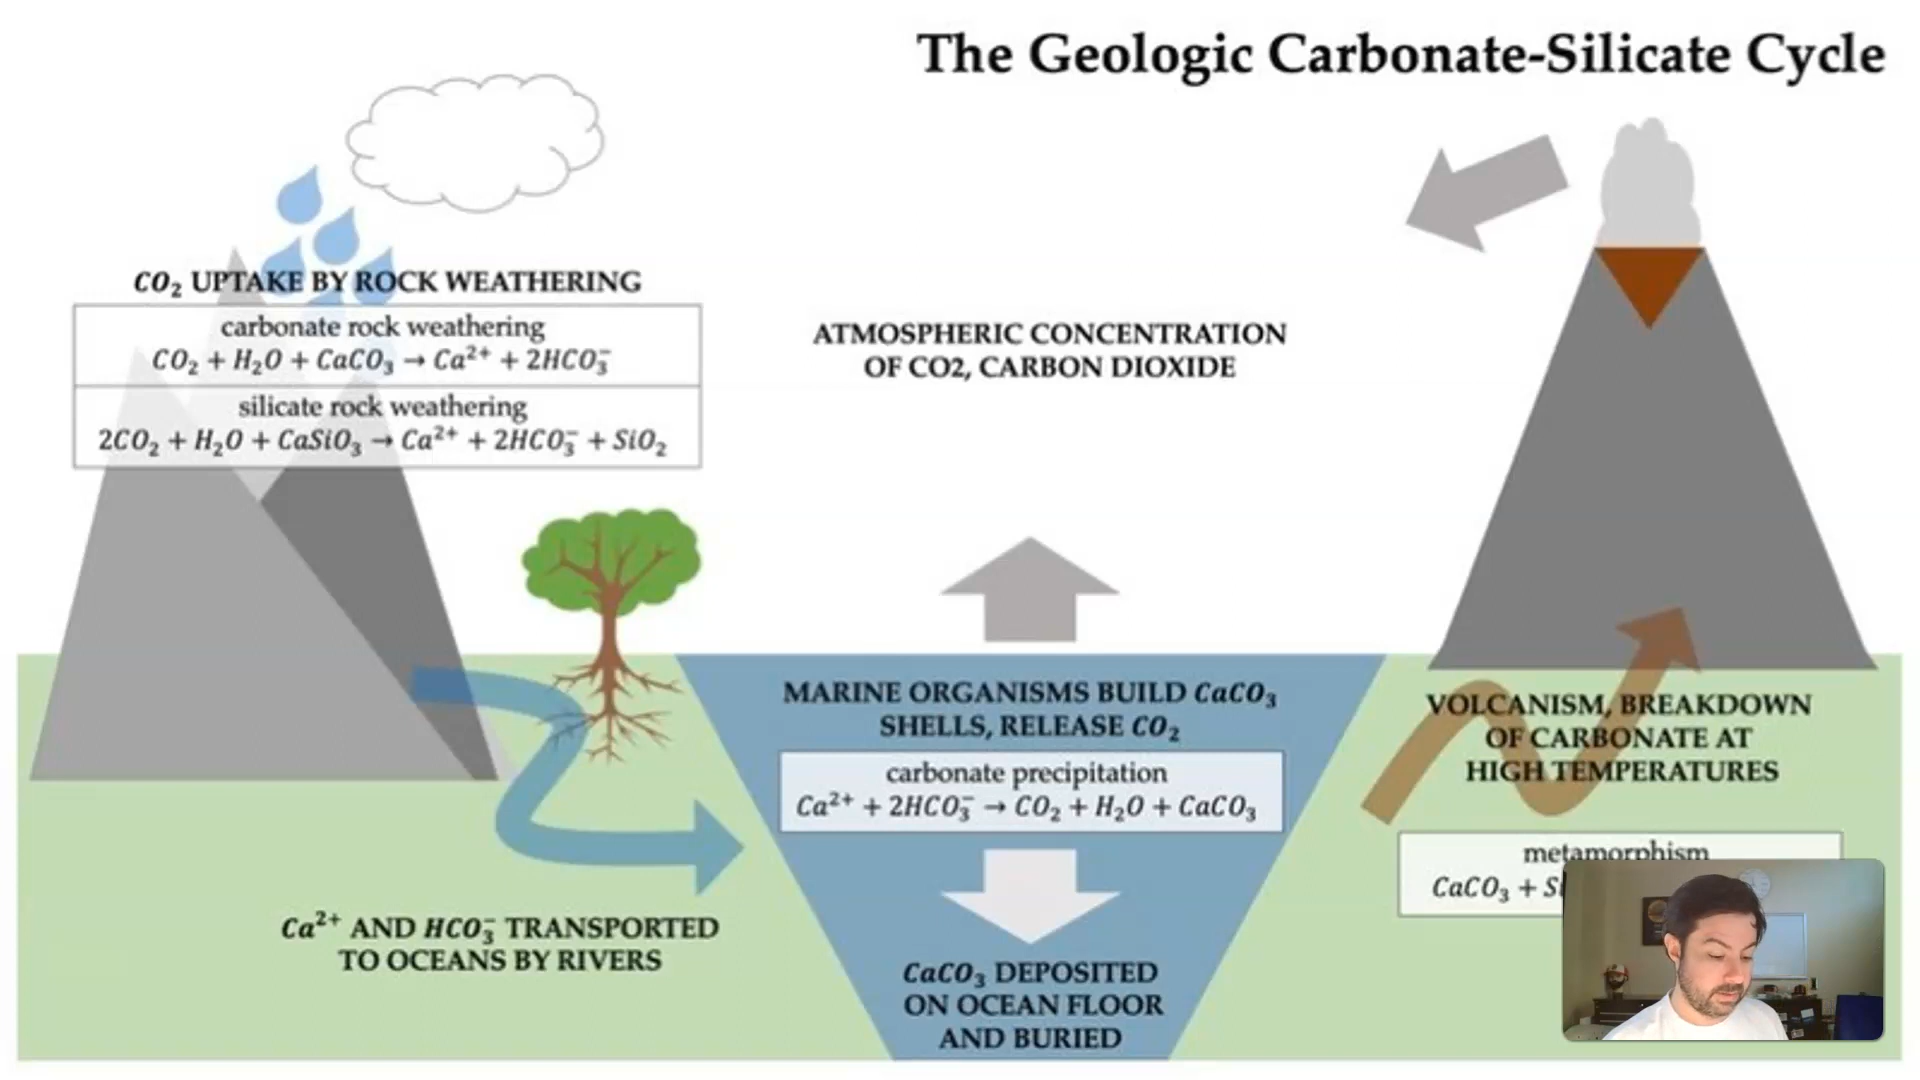 The Geologic Carbonate-Silicate Cycle
CO₂ UPTAKE BY ROCK WEATHERING
carbonate rock weathering
CO₂ + H₂O + CaCO₃ → Ca²⁺ + 2HCO₃⁻
silicate rock weathering
2CO₂ + H₂O + CaSiO₃ → Ca²⁺ + 2HCO₃⁻ + SiO₂
ATMOSPHERIC CONCENTRATION
OF CO2, CARBON DIOXIDE
Ca²⁺ AND HCO₃⁻ TRANSPORTED
TO OCEANS BY RIVERS
MARINE ORGANISMS BUILD CaCO₃
SHELLS, RELEASE CO₂
carbonate precipitation
Ca²⁺ + 2HCO₃⁻ → CO₂ + H₂O + CaCO₃
CaCO₃ DEPOSITED
ON OCEAN FLOOR
AND BURIED
VOLCANISM, BREAKDOWN
OF CARBONATE AT
HIGH TEMPERATURES
metamorphism
CaCO₃ +